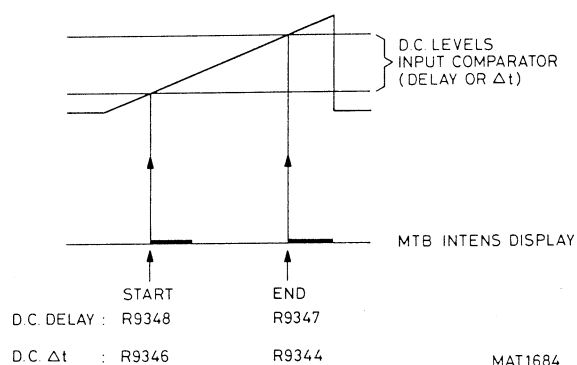 D.C. LEVELS
INPUT COMPARATOR
(DELAY OR Δt)
MTB INTENS DISPLAY
START END
D.C. DELAY : R9348 R9347
D.C. Δt : R9346 R9344
MAT1684